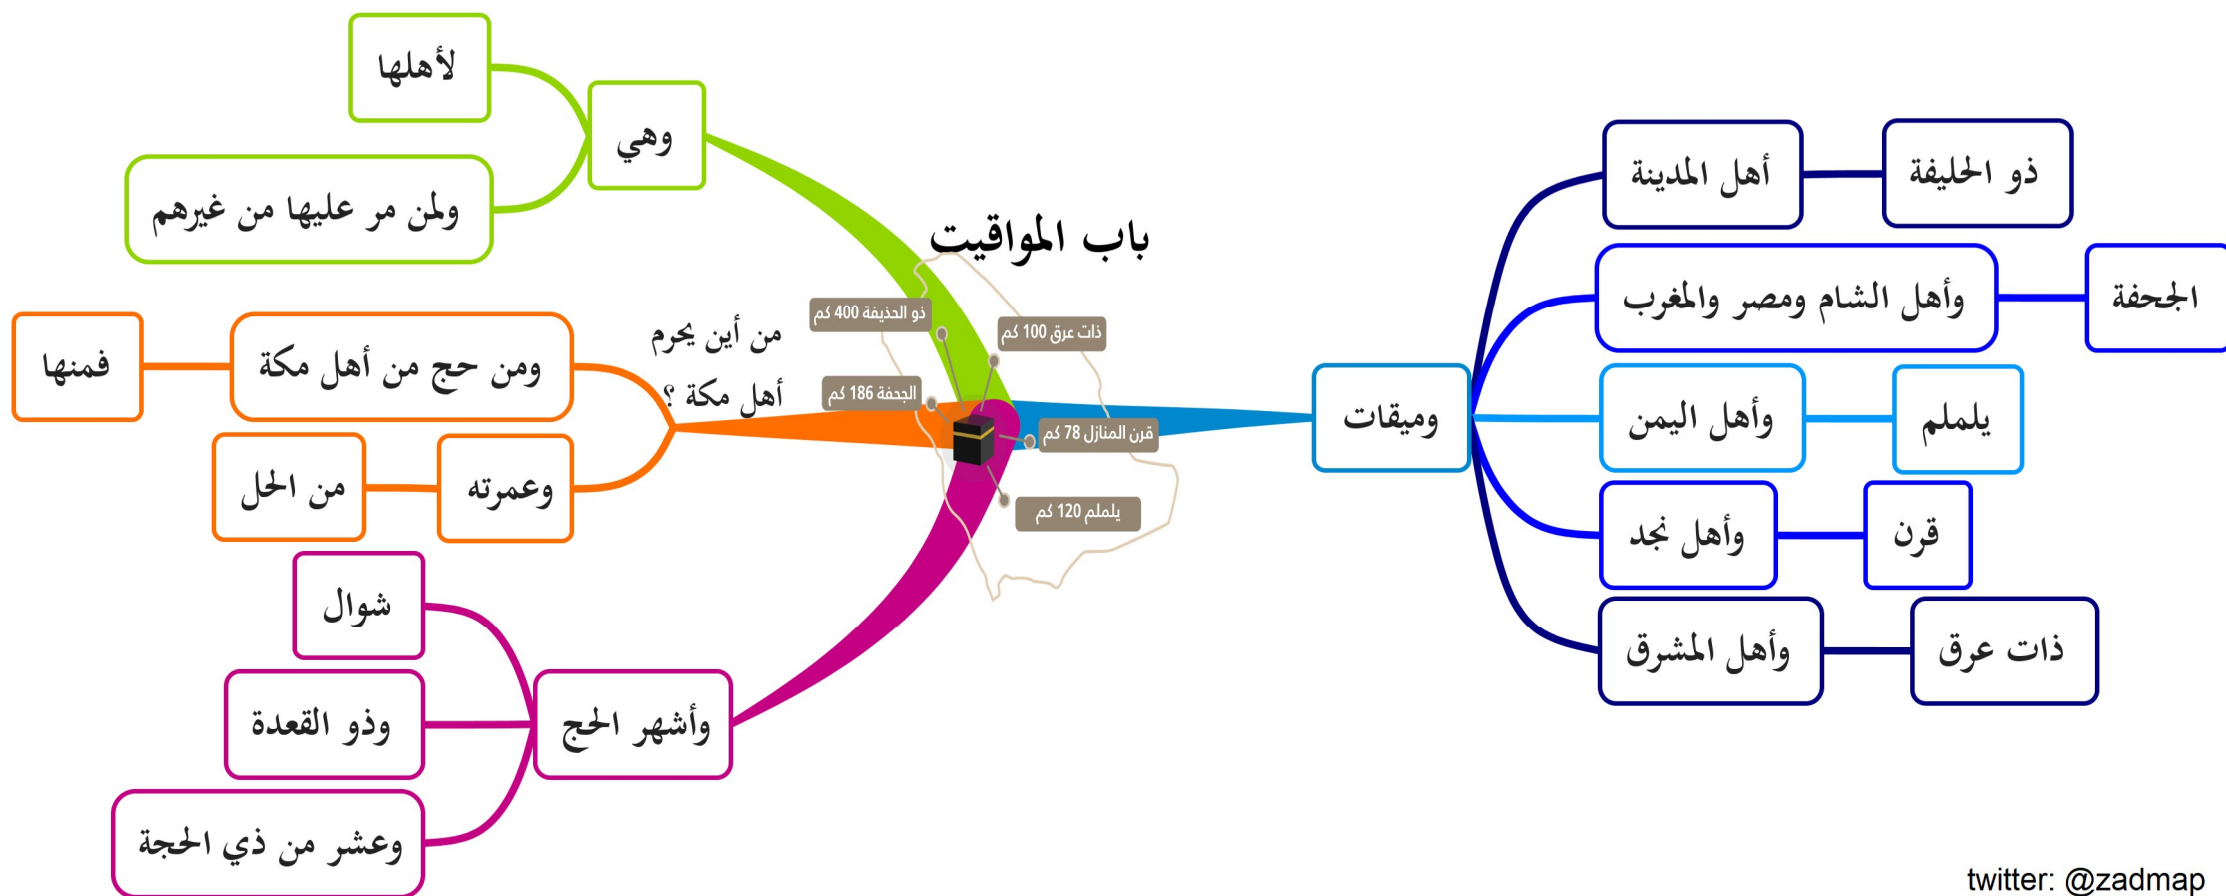 باب المواقيت
وميقات
أهل المدينة
ذو الحليفة
وأهل الشام ومصر والمغرب
الجحفة
وأهل اليمن
يلملم
وأهل نجد
قرن
وأهل المشرق
ذات عرق
وهي
لأهلها
ولمن مر عليها من غيرهم
من أين يحرم
أهل مكة ؟
ومن حج من أهل مكة
فمنها
وعمرته
من الحل
وأشهر الحج
شوال
وذو القعدة
وعشر من ذي الحجة
ذو الحذيفة 400 كم
ذات عرق 100 كم
الجحفة 186 كم
قرن المنازل 78 كم
يلملم 120 كم
twitter: @zadmap